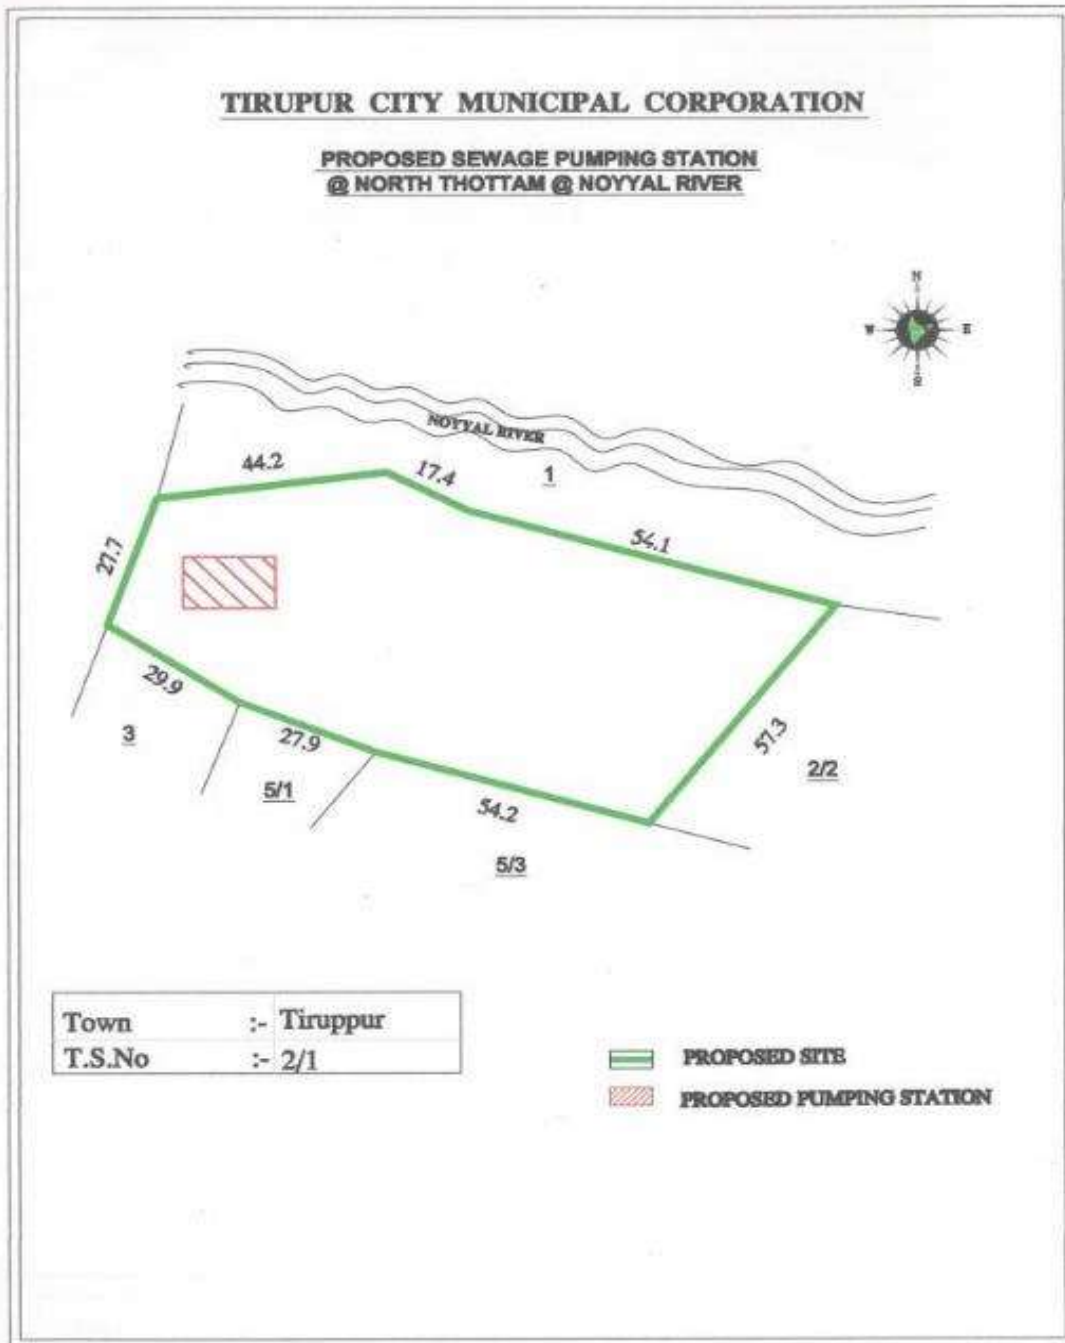 TIRUPUR CITY MUNICIPAL CORPORATION
PROPOSED SEWAGE PUMPING STATION
@ NORTH THOTTAM @ NOYYAL RIVER
N
W
E
S
NOYYAL RIVER
44.2
17.4
1
54.1
27.7
29.9
3
27.9
5/1
54.2
5/3
57.3
2/2
Town :- Tiruppur
T.S.No :- 2/1
PROPOSED SITE
PROPOSED PUMPING STATION